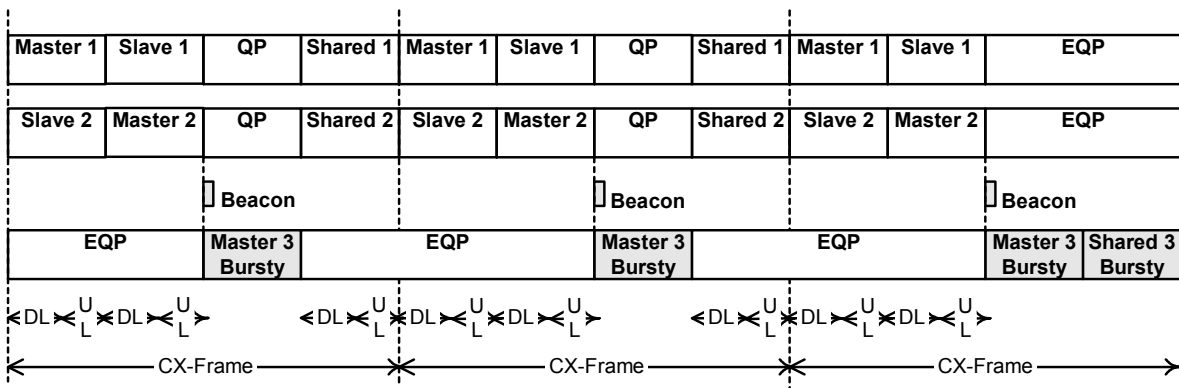 Master 1 Slave 1 QP Shared 1 Master 1 Slave 1 QP Shared 1 Master 1 Slave 1 EQP
Slave 2 Master 2 QP Shared 2 Slave 2 Master 2 QP Shared 2 Slave 2 Master 2 EQP
Beacon Beacon Beacon
EQP Master 3 EQP Master 3 EQP Master 3 Shared 3
Bursty Bursty Bursty Bursty
DL UL DL UL DL UL DL UL DL UL DL UL DL UL DL UL
CX-Frame CX-Frame CX-Frame